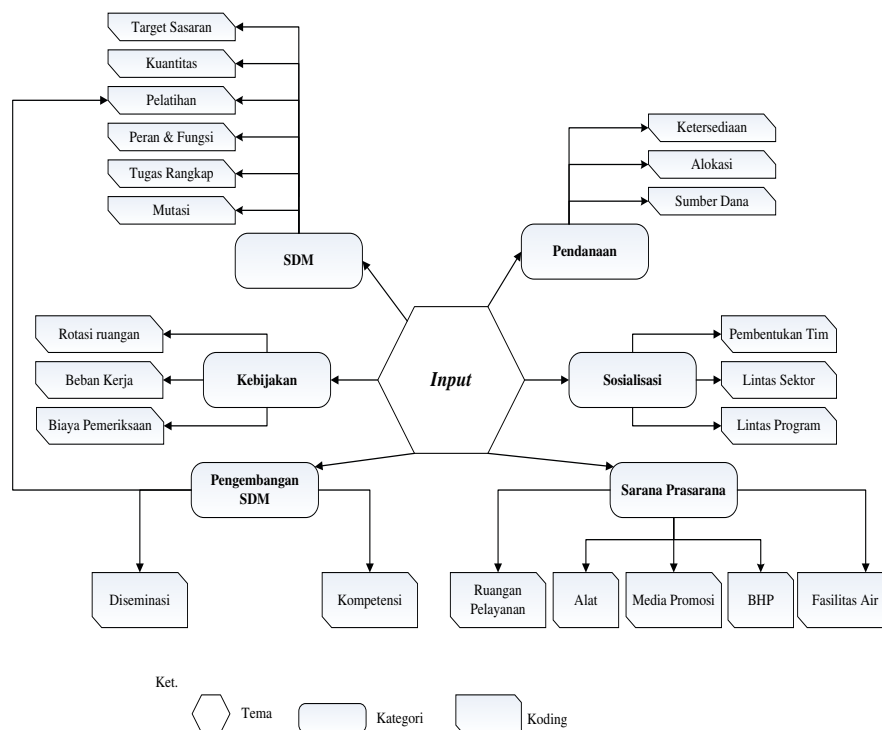 Target Sasaran
Kuantitas
Pelatihan
Peran & Fungsi
Tugas Rangkap
Mutasi
SDM
Ketersediaan
Alokasi
Sumber Dana
Pendanaan
Rotasi ruangan
Beban Kerja
Biaya Pemeriksaan
Kebijakan
Input
Sosialisasi
Pembentukan Tim
Lintas Sektor
Lintas Program
Pengembangan
SDM
Sarana Prasarana
Diseminasi
Kompetensi
Ruangan
Pelayanan
Alat
Media Promosi
BHP
Fasilitas Air
Ket.
Tema
Kategori
Koding